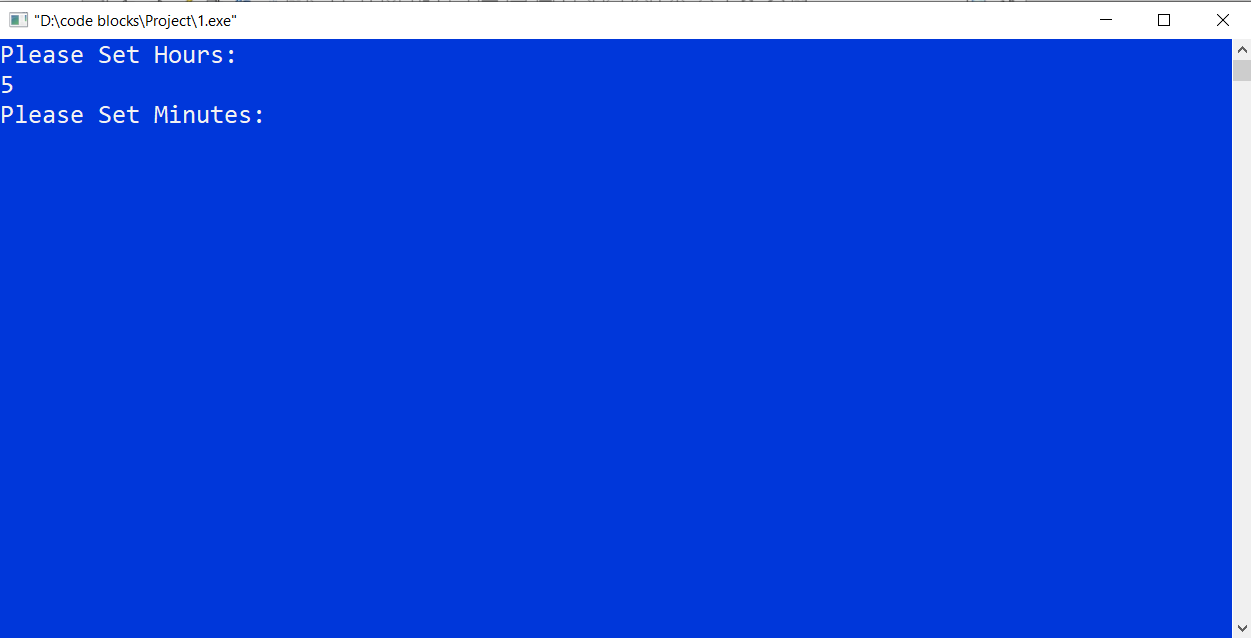 "D:\code blocks\Project\1.exe"
Please Set Hours:
5
Please Set Minutes: